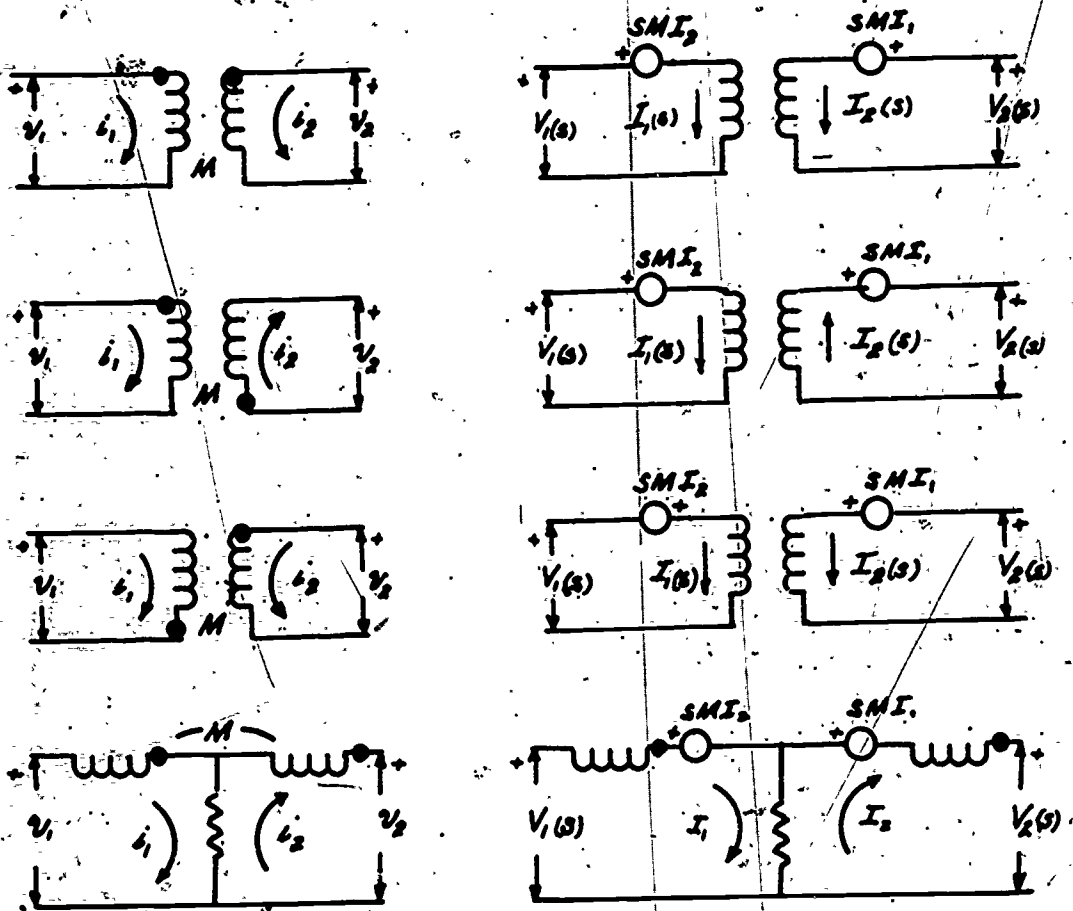 SMI₂ SMI₁
+ + + + + +
v₁ i₁ i₂ v₂ V₁(s) I₁(s) I₂(s) V₂(s)
M
SMI₂ SMI₁
+ + + + + +
v₁ i₁ i₂ v₂ V₁(s) I₁(s) I₂(s) V₂(s)
M
SMI₂ SMI₁
+ + + + + +
v₁ i₁ i₂ v₂ V₁(s) I₁(s) I₂(s) V₂(s)
M
M SMI₂ SMI₁
+ + + + + +
v₁ i₁ i₂ v₂ V₁(s) I₁ I₂ V₂(s)